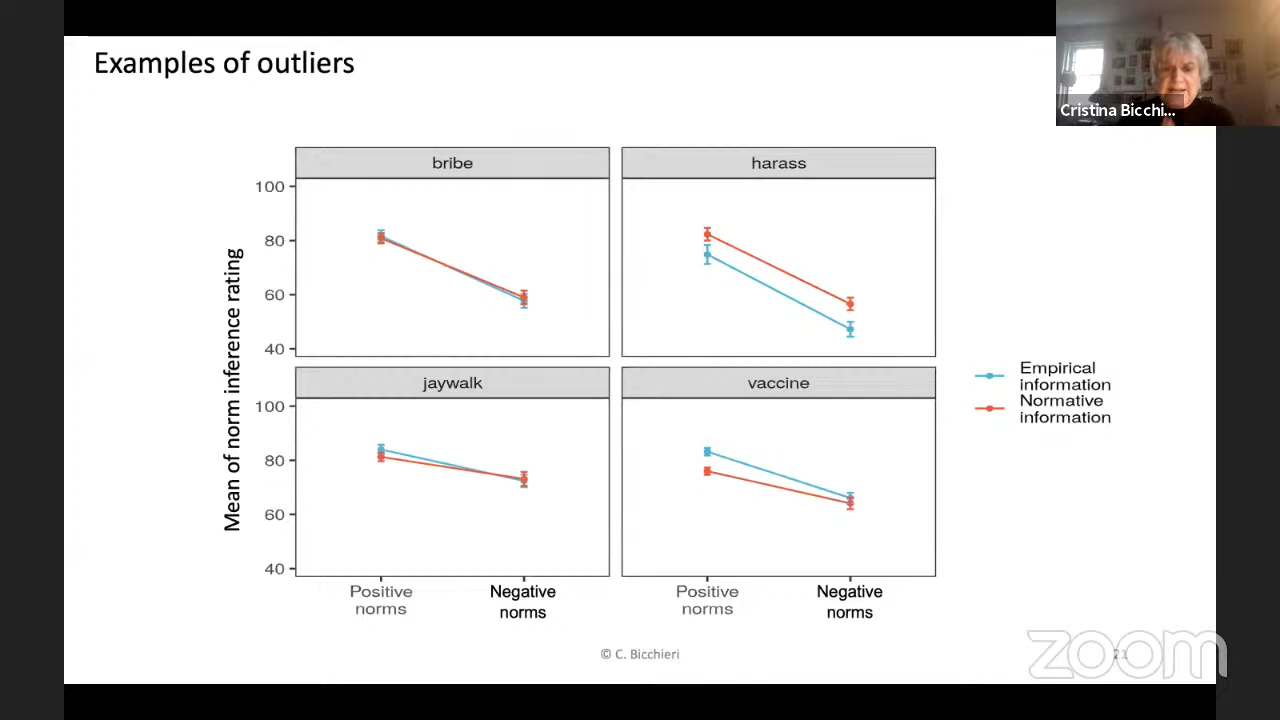 Examples of outliers
Cristina Bicchi...
bribe
harass
100
80
60
40
jaywalk
vaccine
100
80
60
40
Mean of norm inference rating
Positive
norms
Negative
norms
Positive
norms
Negative
norms
Empirical
information
Normative
information
© C. Bicchieri
21
zoom